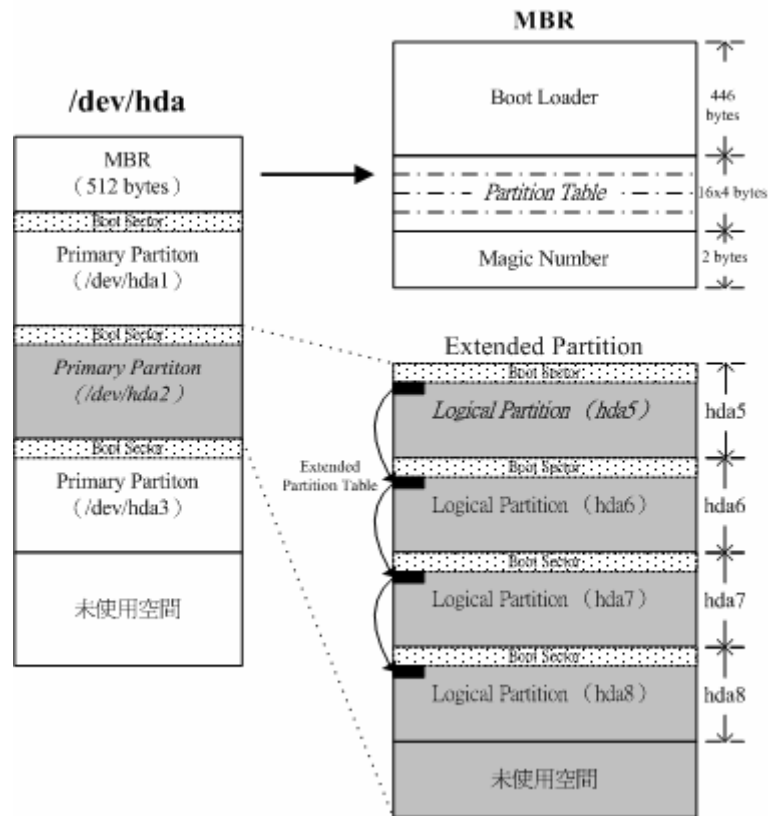 /dev/hda
MBR
（512 bytes）
Boot Sector
Primary Partiton
（/dev/hda1）
Boot Sector
Primary Partiton
（/dev/hda2）
Boot Sector
Primary Partiton
（/dev/hda3）
未使用空間
MBR
Boot Loader
446
bytes
Partition Table
16x4 bytes
Magic Number
2 bytes
Extended Partition
Boot Sector
Logical Partition （hda5）
hda5
Extended
Partition Table
Boot Sector
Logical Partition （hda6）
hda6
Boot Sector
Logical Partition （hda7）
hda7
Boot Sector
Logical Partition （hda8）
hda8
未使用空間